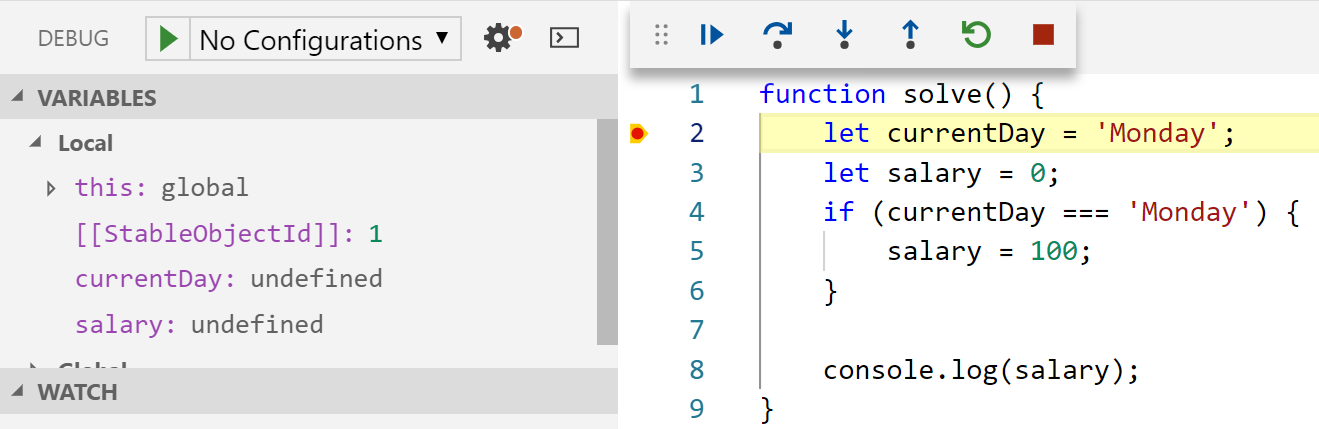 DEBUG
No Configurations
VARIABLES
Local
this: global
[[StableObjectId]]: 1
currentDay: undefined
salary: undefined
Global
WATCH
1 function solve() {
2 let currentDay = 'Monday';
3 let salary = 0;
4 if (currentDay === 'Monday') {
5 salary = 100;
6 }
7
8 console.log(salary);
9 }